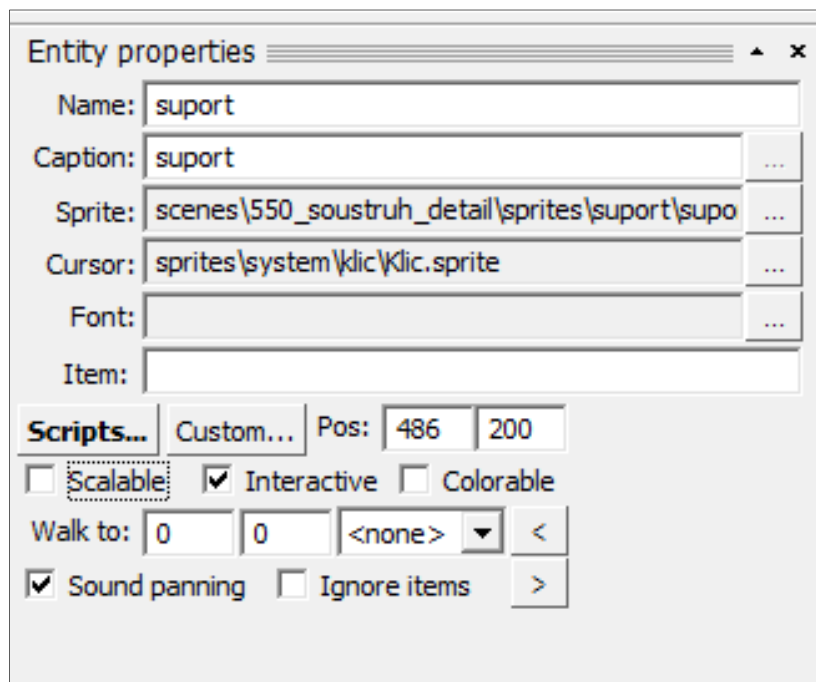 Entity properties
Name: suport
Caption: suport ...
Sprite: scenes\550_soustruh_detail\sprites\suport\supo ...
Cursor: sprites\system\klic\Klic.sprite ...
Font: ...
Item:
Scripts... Custom... Pos: 486 200
Scalable Interactive Colorable
Walk to: 0 0 <none> <
Sound panning Ignore items >